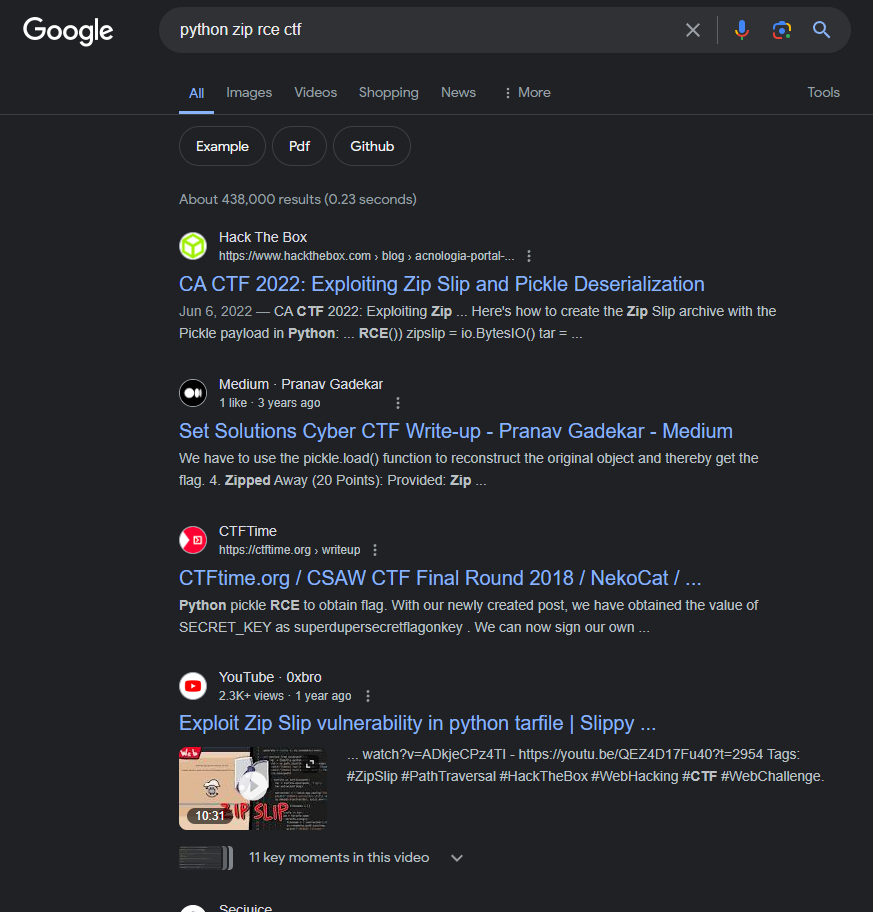 Google
python zip rce ctf
All Images Videos Shopping News More Tools
Example Pdf Github
About 438,000 results (0.23 seconds)
Hack The Box
https://www.hackthebox.com › blog › acnologia-portal-...
CA CTF 2022: Exploiting Zip Slip and Pickle Deserialization
Jun 6, 2022 — CA CTF 2022: Exploiting Zip ... Here's how to create the Zip Slip archive with the
Pickle payload in Python: ... RCE()) zipslip = io.BytesIO() tar = ...
Medium · Pranav Gadekar
1 like · 3 years ago
Set Solutions Cyber CTF Write-up - Pranav Gadekar - Medium
We have to use the pickle.load() function to reconstruct the original object and thereby get the
flag. 4. Zipped Away (20 Points): Provided: Zip ...
CTFTime
https://ctftime.org › writeup
CTFtime.org / CSAW CTF Final Round 2018 / NekoCat / ...
Python pickle RCE to obtain flag. With our newly created post, we have obtained the value of
SECRET_KEY as superdupersecretflagonkey . We can now sign our own ...
YouTube · 0xbro
2.3K+ views · 1 year ago
Exploit Zip Slip vulnerability in python tarfile | Slippy ...
Web
ZIP SLIP
10:31
... watch?v=ADkjeCPz4TI - https://youtu.be/QEZ4D17Fu40?t=2954 Tags:
#ZipSlip #PathTraversal #HackTheBox #WebHacking #CTF #WebChallenge.
11 key moments in this video
Secjuice